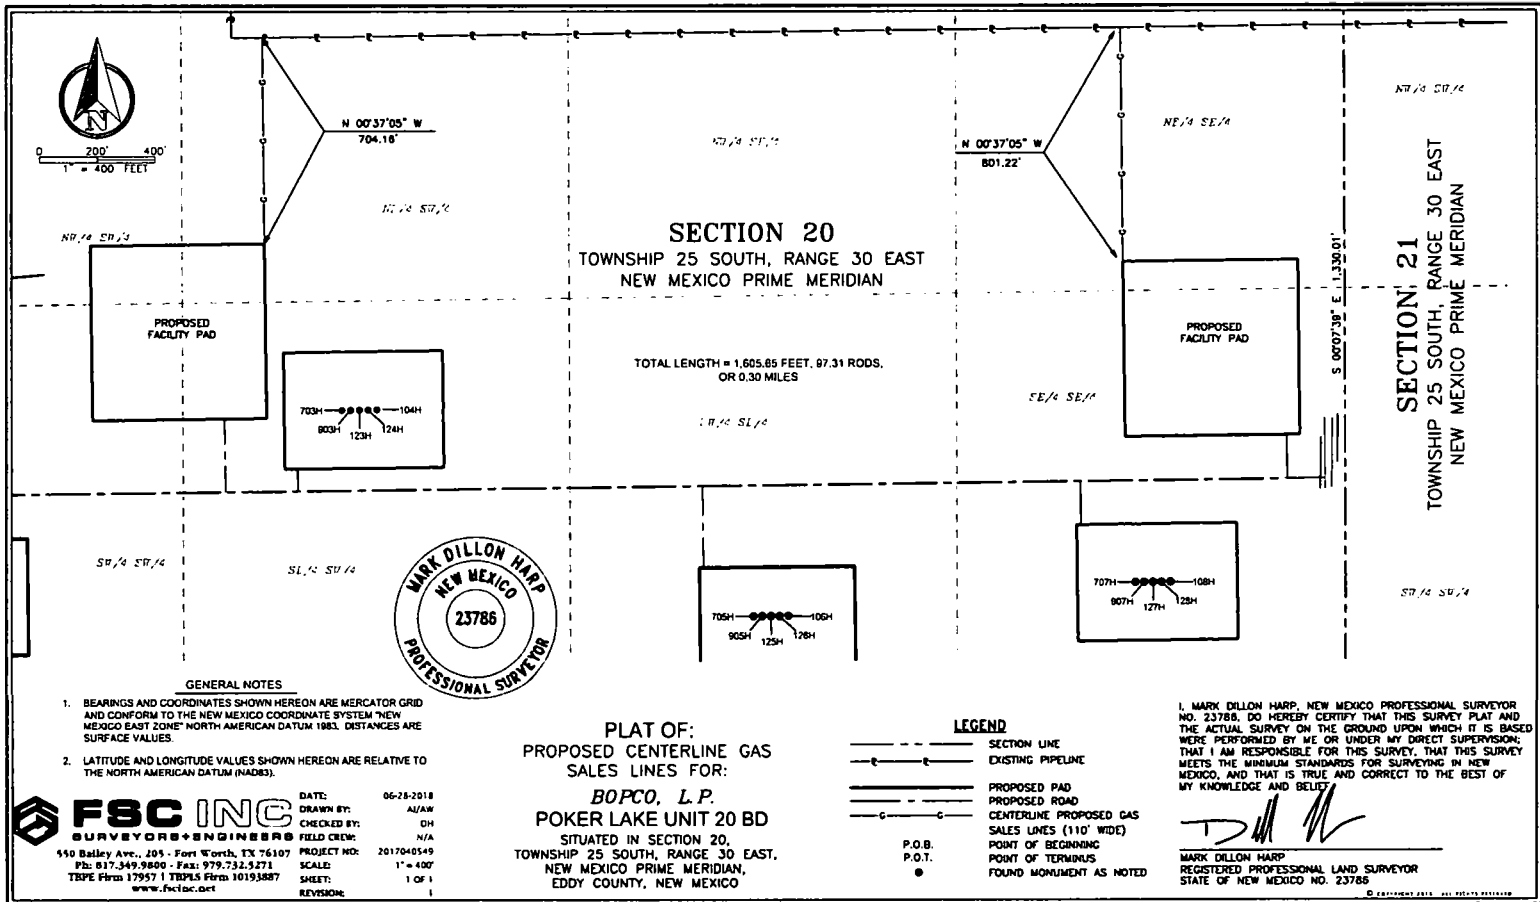 N
0 200' 400'
1" = 400 FEET
N 00°37'05" W
704.16'
N 00°37'05" W
801.22'
NE/4 SE/4
NW/4 SW/4
NE/4 SW/4
NW/4 SW/4
SECTION 20
TOWNSHIP 25 SOUTH, RANGE 30 EAST
NEW MEXICO PRIME MERIDIAN
PROPOSED
FACILITY PAD
PROPOSED
FACILITY PAD
S 00°07'39" E 1,330.01'
SECTION 21
TOWNSHIP 25 SOUTH, RANGE 30 EAST
NEW MEXICO PRIME MERIDIAN
TOTAL LENGTH = 1,605.65 FEET, 97.31 RODS,
OR 0.30 MILES
703H 104H
803H 123H 124H
SE/4 SE/4
SW/4 SW/4
SW/4 SW/4
705H 106H
905H 125H 126H
707H 108H
907H 127H 128H
MARK DILLON HARP
NEW MEXICO
23786
PROFESSIONAL SURVEYOR
GENERAL NOTES
1. BEARINGS AND COORDINATES SHOWN HEREON ARE MERCATOR GRID
AND CONFORM TO THE NEW MEXICO COORDINATE SYSTEM "NEW
MEXICO EAST ZONE" NORTH AMERICAN DATUM 1983. DISTANCES ARE
SURFACE VALUES.
2. LATITUDE AND LONGITUDE VALUES SHOWN HEREON ARE RELATIVE TO
THE NORTH AMERICAN DATUM (NAD83).
FSC INC
SURVEYORS+ENGINEERS
550 Bailey Ave., 205 - Fort Worth, TX 76107
Ph: 817.349.9800 - Fax: 979.732.5271
TBPE Firm 17957 | TBPLS Firm 10193887
www.fscinc.net
DATE: 06-28-2018
DRAWN BY: AI/AW
CHECKED BY: DH
FIELD CREW: N/A
PROJECT NO: 2017040549
SCALE: 1" = 400'
SHEET: 1 OF 1
REVISION: 1
PLAT OF:
PROPOSED CENTERLINE GAS
SALES LINES FOR:
BOPCO, L.P.
POKER LAKE UNIT 20 BD
SITUATED IN SECTION 20,
TOWNSHIP 25 SOUTH, RANGE 30 EAST,
NEW MEXICO PRIME MERIDIAN,
EDDY COUNTY, NEW MEXICO
LEGEND
SECTION LINE
EXISTING PIPELINE
PROPOSED PAD
PROPOSED ROAD
CENTERLINE PROPOSED GAS
SALES LINES (110' WIDE)
P.O.B. POINT OF BEGINNING
P.O.T. POINT OF TERMINUS
FOUND MONUMENT AS NOTED
I, MARK DILLON HARP, NEW MEXICO PROFESSIONAL SURVEYOR
NO. 23786, DO HEREBY CERTIFY THAT THIS SURVEY PLAT AND
THE ACTUAL SURVEY ON THE GROUND UPON WHICH IT IS BASED
WERE PERFORMED BY ME OR UNDER MY DIRECT SUPERVISION;
THAT I AM RESPONSIBLE FOR THIS SURVEY, THAT THIS SURVEY
MEETS THE MINIMUM STANDARDS FOR SURVEYING IN NEW
MEXICO, AND THAT IS TRUE AND CORRECT TO THE BEST OF
MY KNOWLEDGE AND BELIEF.
MARK DILLON HARP
REGISTERED PROFESSIONAL LAND SURVEYOR
STATE OF NEW MEXICO NO. 23786